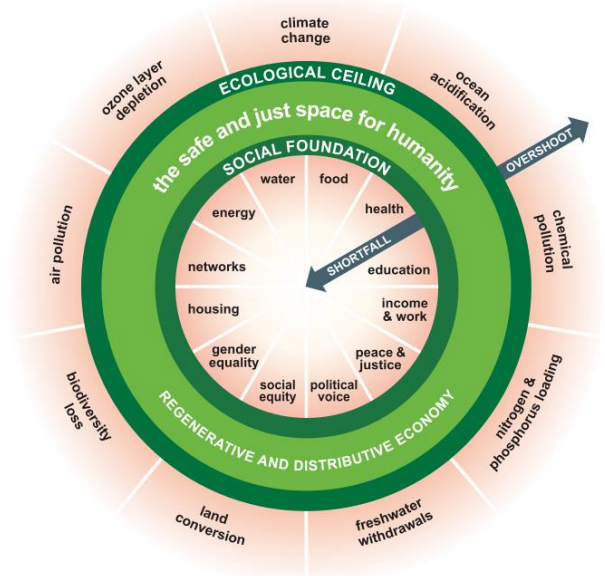 climate
change
ocean
acidification
chemical
pollution
nitrogen &
phosphorus loading
freshwater
withdrawals
land
conversion
biodiversity
loss
air pollution
ozone layer
depletion
ECOLOGICAL CEILING
the safe and just space for humanity
SOCIAL FOUNDATION
OVERSHOOT
SHORTFALL
water
food
health
education
income
& work
peace &
justice
political
voice
social
equity
gender
equality
housing
networks
energy
REGENERATIVE AND DISTRIBUTIVE ECONOMY